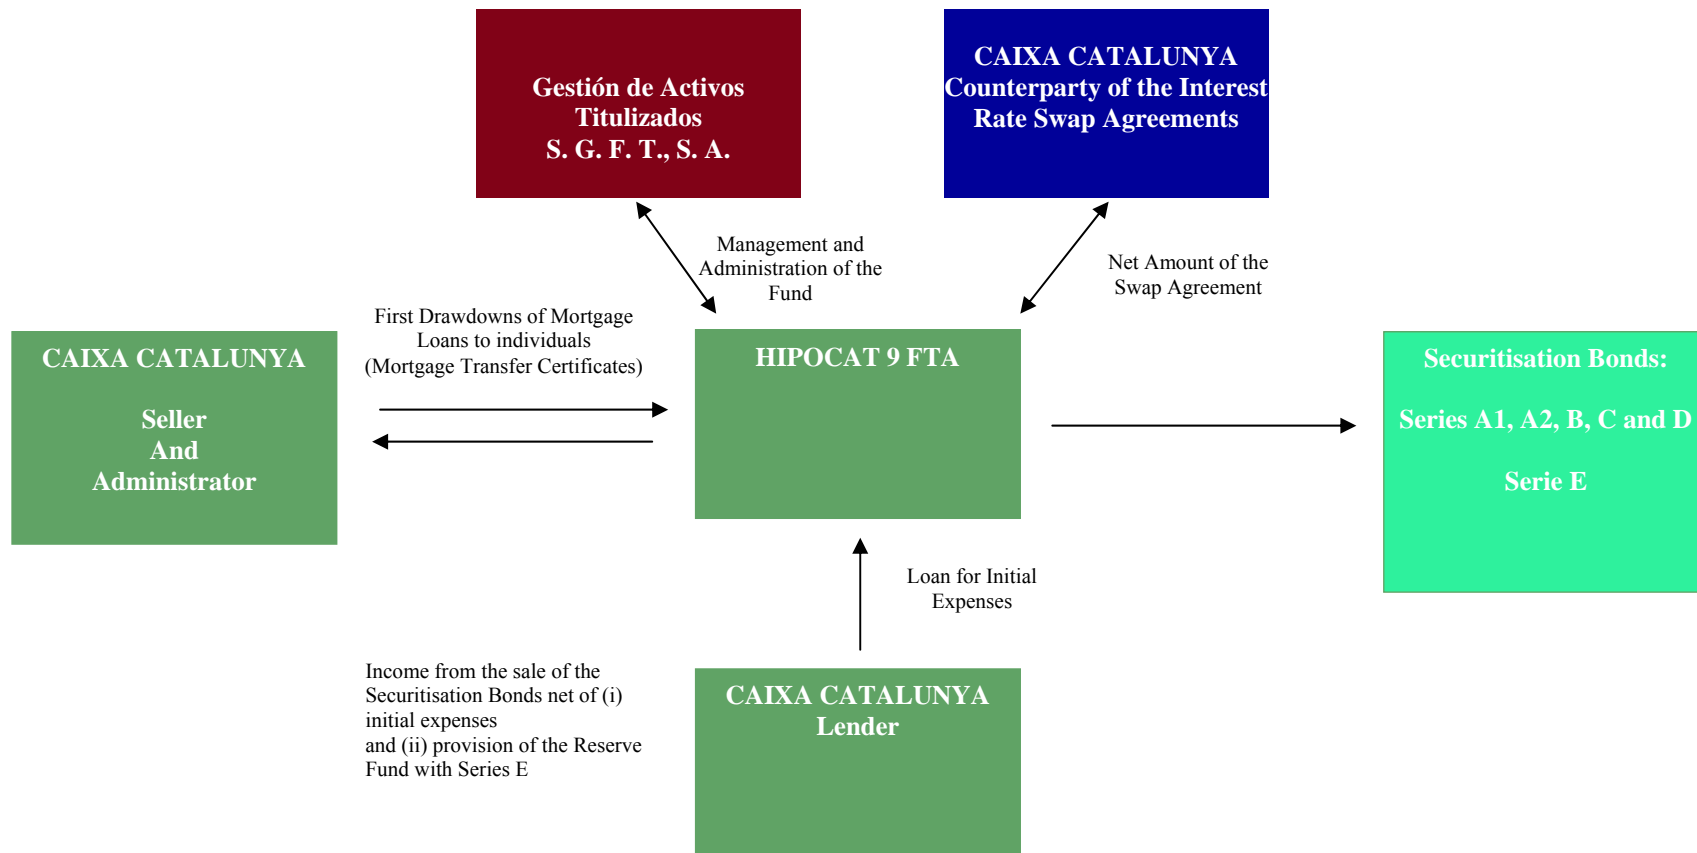 Gestión de Activos
Titulizados
S. G. F. T., S. A.
CAIXA CATALUNYA
Counterparty of the Interest
Rate Swap Agreements
Management and
Administration of the
Fund
Net Amount of the
Swap Agreement
First Drawdowns of Mortgage
Loans to individuals
(Mortgage Transfer Certificates)
CAIXA CATALUNYA
Seller
And
Administrator
HIPOCAT 9 FTA
Securitisation Bonds:
Series A1, A2, B, C and D
Serie E
Loan for Initial
Expenses
Income from the sale of the
Securitisation Bonds net of (i)
initial expenses
and (ii) provision of the Reserve
Fund with Series E
CAIXA CATALUNYA
Lender